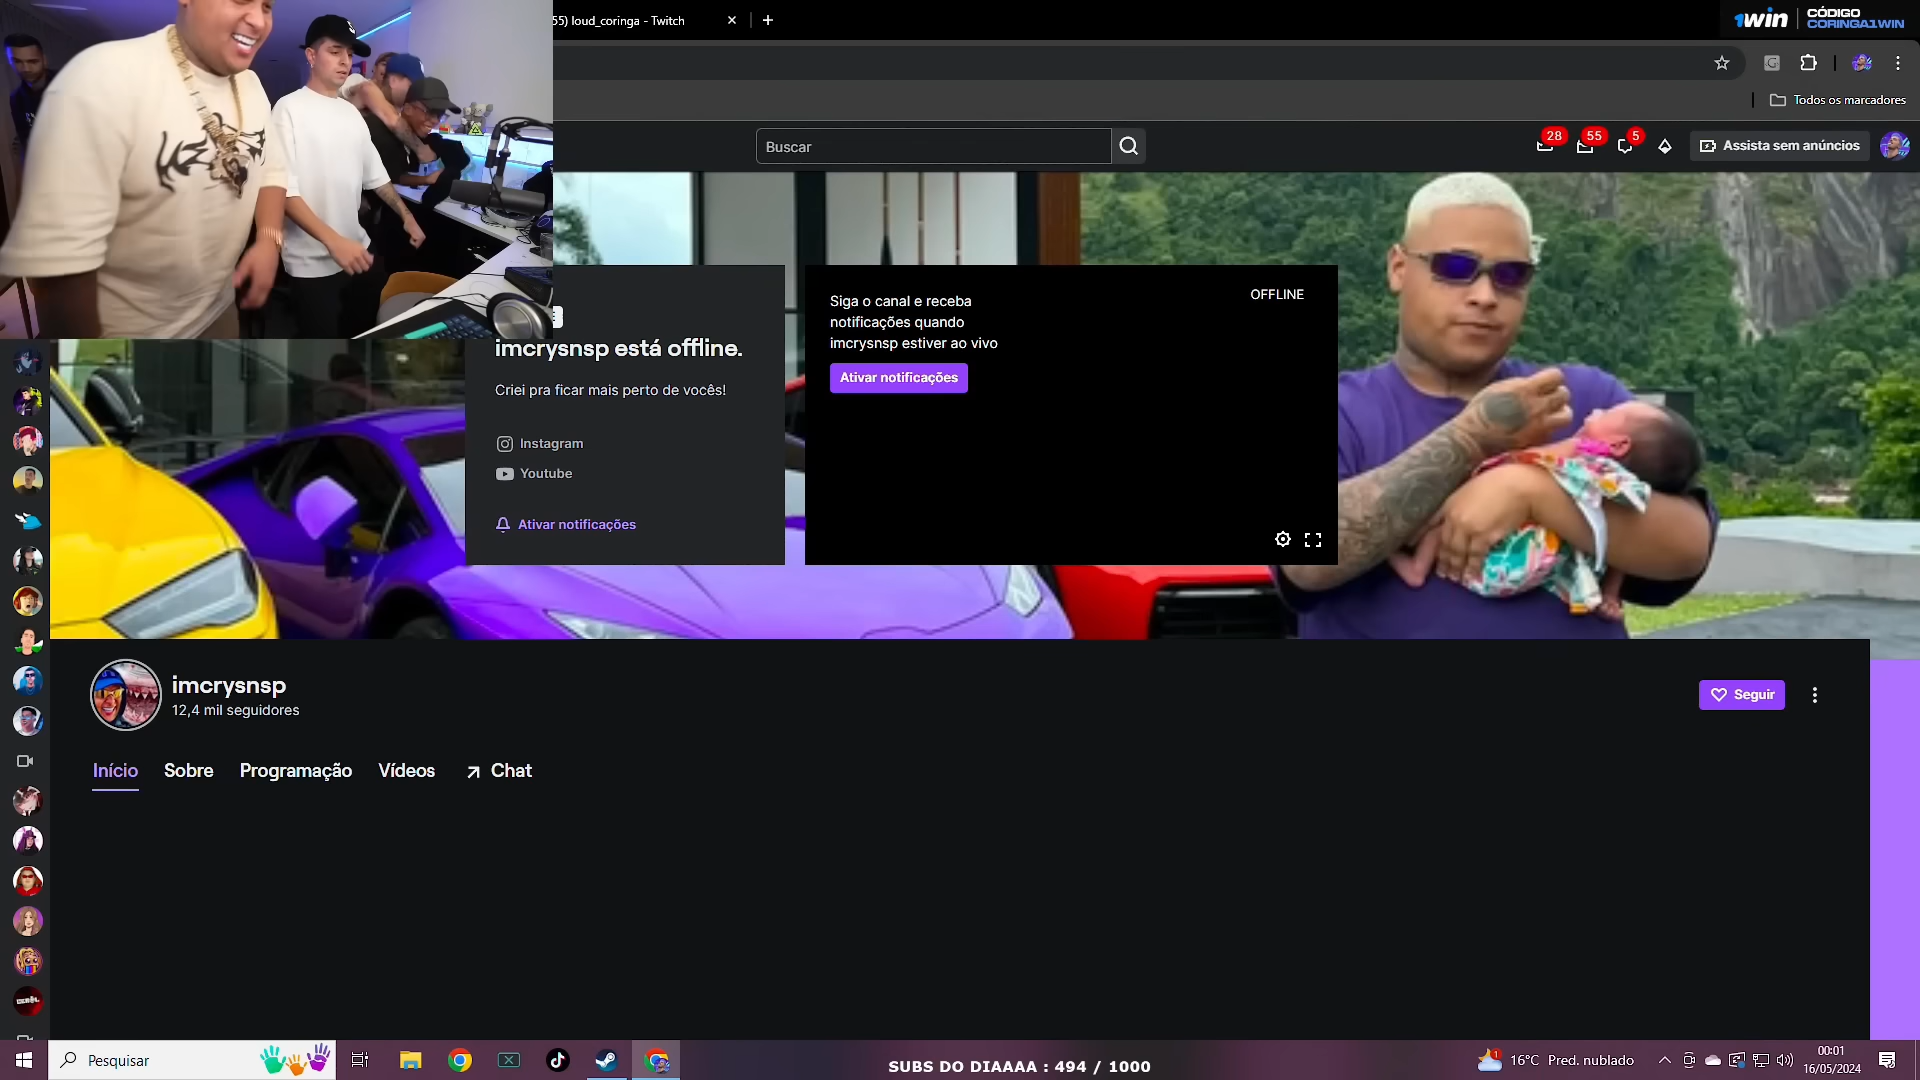 55) loud_coringa - Twitch
1win
CÓDIGO
CORINGA1WIN
Todos os marcadores
Buscar
28
55
5
Assista sem anúncios
imcrysnsp está offline.
Criei pra ficar mais perto de vocês!
Instagram
Youtube
Ativar notificações
Siga o canal e receba
notificações quando
imcrysnsp estiver ao vivo
Ativar notificações
OFFLINE
imcrysnsp
12,4 mil seguidores
Seguir
Início
Sobre
Programação
Vídeos
Chat
Pesquisar
SUBS DO DIAAAA : 494 / 1000
1
16°C Pred. nublado
00:01
16/05/2024